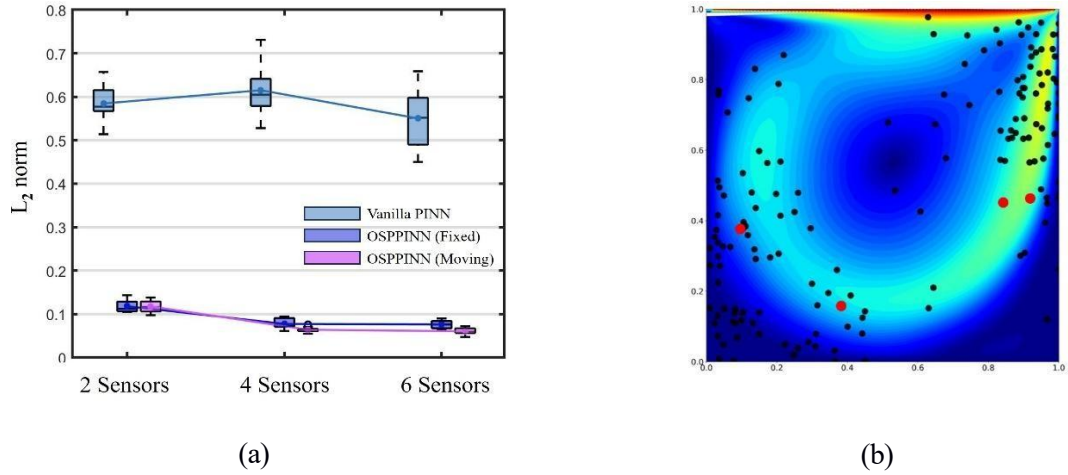 0.8
0.7
0.6
0.5
0.4
0.3
0.2
0.1
0
L2 norm
Vanilla PINN
OSPPINN (Fixed)
OSPPINN (Moving)
2 Sensors
4 Sensors
6 Sensors
(a)
1.0
0.8
0.6
0.4
0.2
0.0
0.0
0.2
0.4
0.6
0.8
1.0
(b)